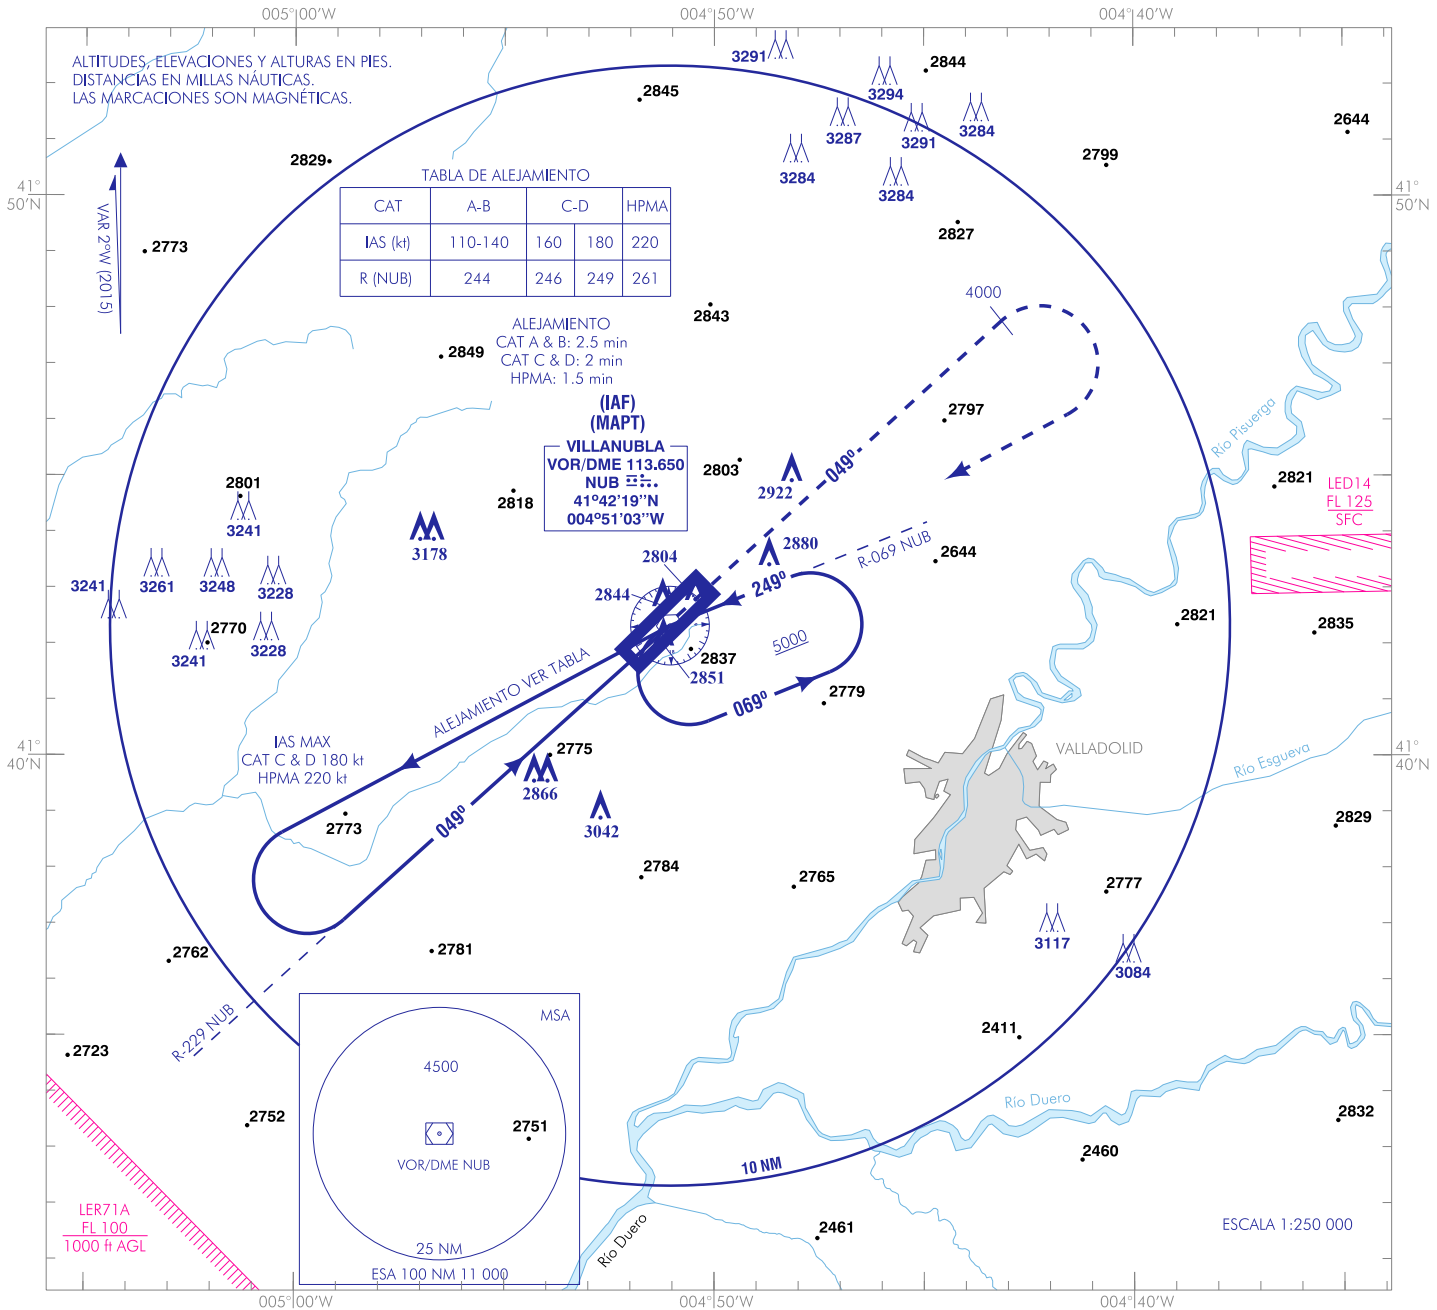 005°00'W
004°50'W
004°40'W
ALTITUDES, ELEVACIONES Y ALTURAS EN PIES.
DISTANCIAS EN MILLAS NÁUTICAS.
LAS MARCACIONES SON MAGNÉTICAS.
3291
2844
3294
2845
3287
3291
3284
2644
2829
3284
3284
2799
41°
50'N
41°
50'N
VAR 2ºW (2015)
TABLA DE ALEJAMIENTO
CAT A-B C-D HPMA
IAS (kt) 110-140 160 180 220
R (NUB) 244 246 249 261
2773
2827
4000
2843
ALEJAMIENTO
CAT A & B: 2.5 min
CAT C & D: 2 min
HPMA: 1.5 min
2849
(IAF)
(MAPT)
VILLANUBLA
VOR/DME 113.650
NUB
41º42'19''N
004º51'03''W
2797
Río Pisuerga
2803
2922
049º
2801
3241
2818
2821
LED14
FL 125
SFC
3178
2804
2880
R-069 NUB
2644
3241
3261
3248
3228
2844
249º
2821
2835
2770
3241
3228
2837
5000
2851
ALEJAMIENTO VER TABLA
069º
2779
IAS MAX
CAT C & D 180 kt
HPMA 220 kt
2775
VALLADOLID
Río Esgueva
41°
40'N
41°
40'N
2866
2773
049º
3042
2829
2784
2765
2777
3117
3084
2762
2781
R-229 NUB
2723
MSA
4500
2411
2752
2751
VOR/DME NUB
Río Duero
2832
2460
10 NM
LER71A
FL 100
1000 ft AGL
25 NM
ESA 100 NM 11 000
Río Duero
2461
ESCALA 1:250 000
005°00'W
004°50'W
004°40'W